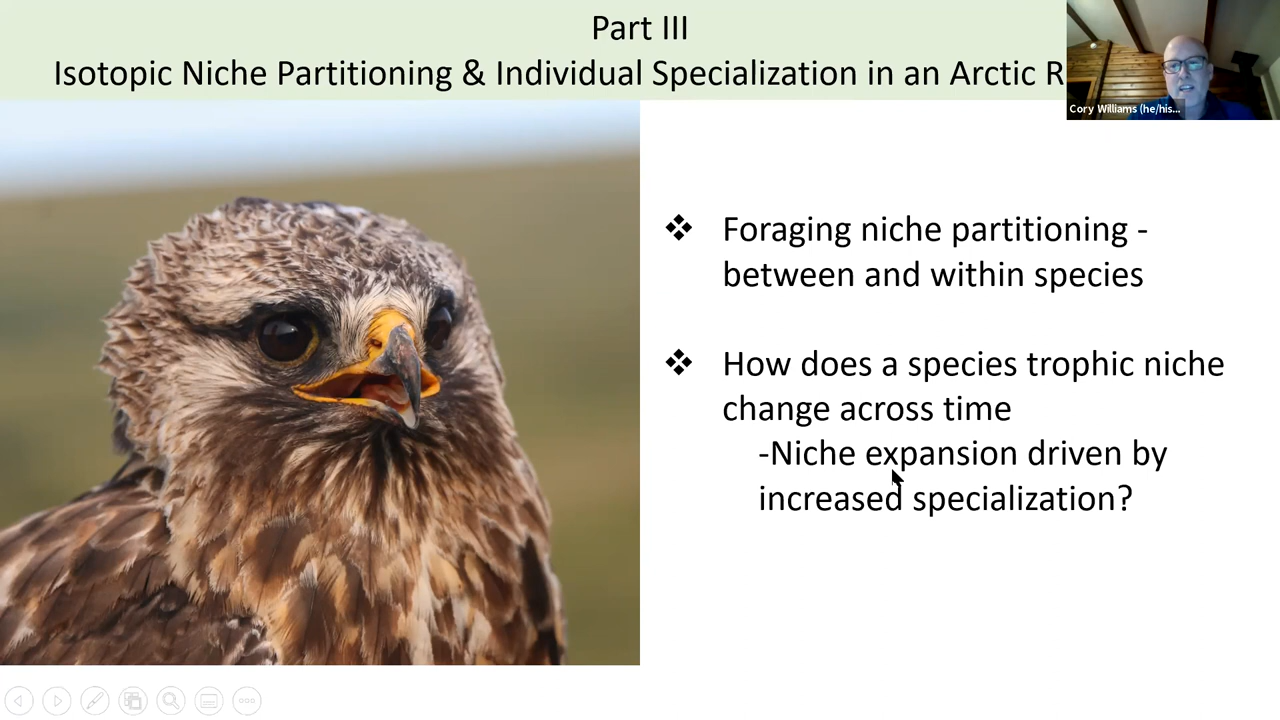 Part III
Isotopic Niche Partitioning & Individual Specialization in an Arctic R
Cory Williams (he/his...
❖ Foraging niche partitioning -
between and within species
❖ How does a species trophic niche
change across time
-Niche expansion driven by
increased specialization?